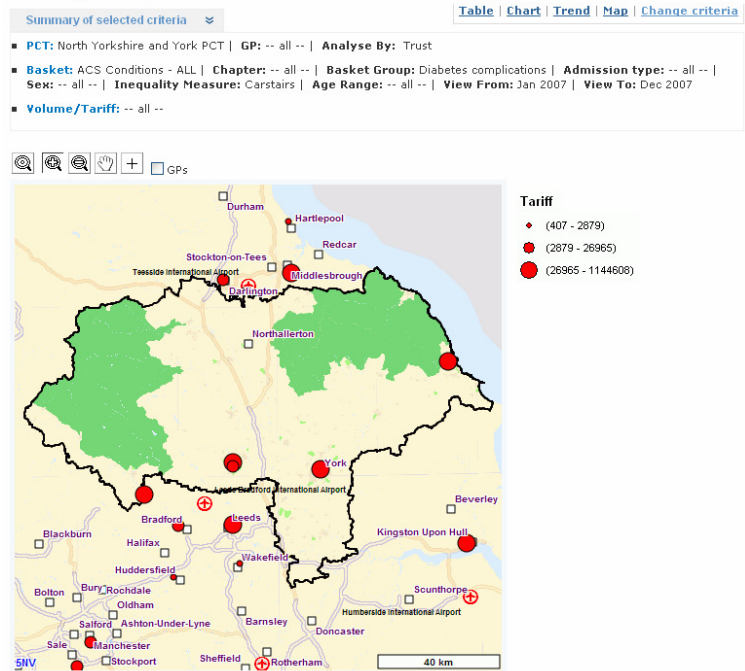 Summary of selected criteria
Table | Chart | Trend | Map | Change criteria
PCT: North Yorkshire and York PCT | GP: -- all -- | Analyse By: Trust
Basket: ACS Conditions - ALL | Chapter: -- all -- | Basket Group: Diabetes complications | Admission type: -- all -- |
Sex: -- all -- | Inequality Measure: Carstairs | Age Range: -- all -- | View From: Jan 2007 | View To: Dec 2007
Volume/Tariff: -- all --
GPs
Tariff
(407 - 2879)
(2879 - 26965)
(26965 - 1144608)
Durham
Hartlepool
Redcar
Stockton-on-Tees
Teesside International Airport
Middlesbrough
Darlington
Northallerton
York
Leeds Bradford International Airport
Beverley
Bradford
Leeds
Kingston Upon Hull
Blackburn
Halifax
Wakefield
Huddersfield
Scunthorpe
Bolton
Bury
Rochdale
Oldham
Humberside International Airport
Salford
Ashton-Under-Lyne
Barnsley
Doncaster
Sale
Manchester
Stockport
Sheffield
Rotherham
5NV
40 km